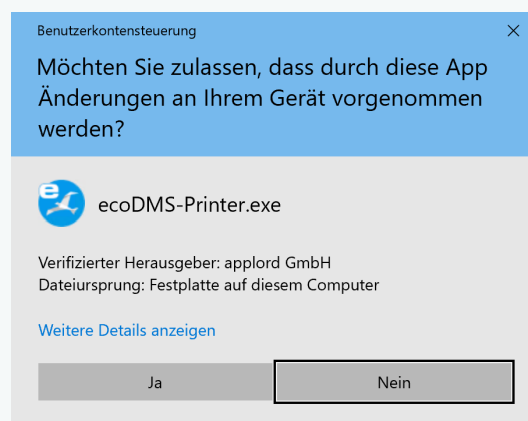 Benutzerkontensteuerung
Möchten Sie zulassen, dass durch diese App
Änderungen an Ihrem Gerät vorgenommen
werden?
e
ecoDMS-Printer.exe
Verifizierter Herausgeber: applord GmbH
Dateiursprung: Festplatte auf diesem Computer
Weitere Details anzeigen
Ja
Nein